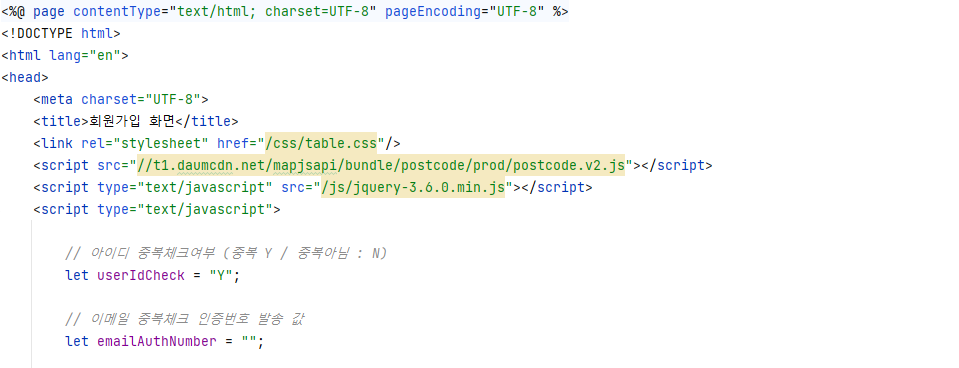 <%@ page contentType="text/html; charset=UTF-8" pageEncoding="UTF-8" %>
<!DOCTYPE html>
<html lang="en">
<head>
    <meta charset="UTF-8">
    <title>회원가입 화면</title>
    <link rel="stylesheet" href="/css/table.css"/>
    <script src="//t1.daumcdn.net/mapjsapi/bundle/postcode/prod/postcode.v2.js"></script>
    <script type="text/javascript" src="/js/jquery-3.6.0.min.js"></script>
    <script type="text/javascript">
        // 아이디 중복체크여부 (중복 Y / 중복아님 : N)
        let userIdCheck = "Y";
        // 이메일 중복체크 인증번호 발송 값
        let emailAuthNumber = "";